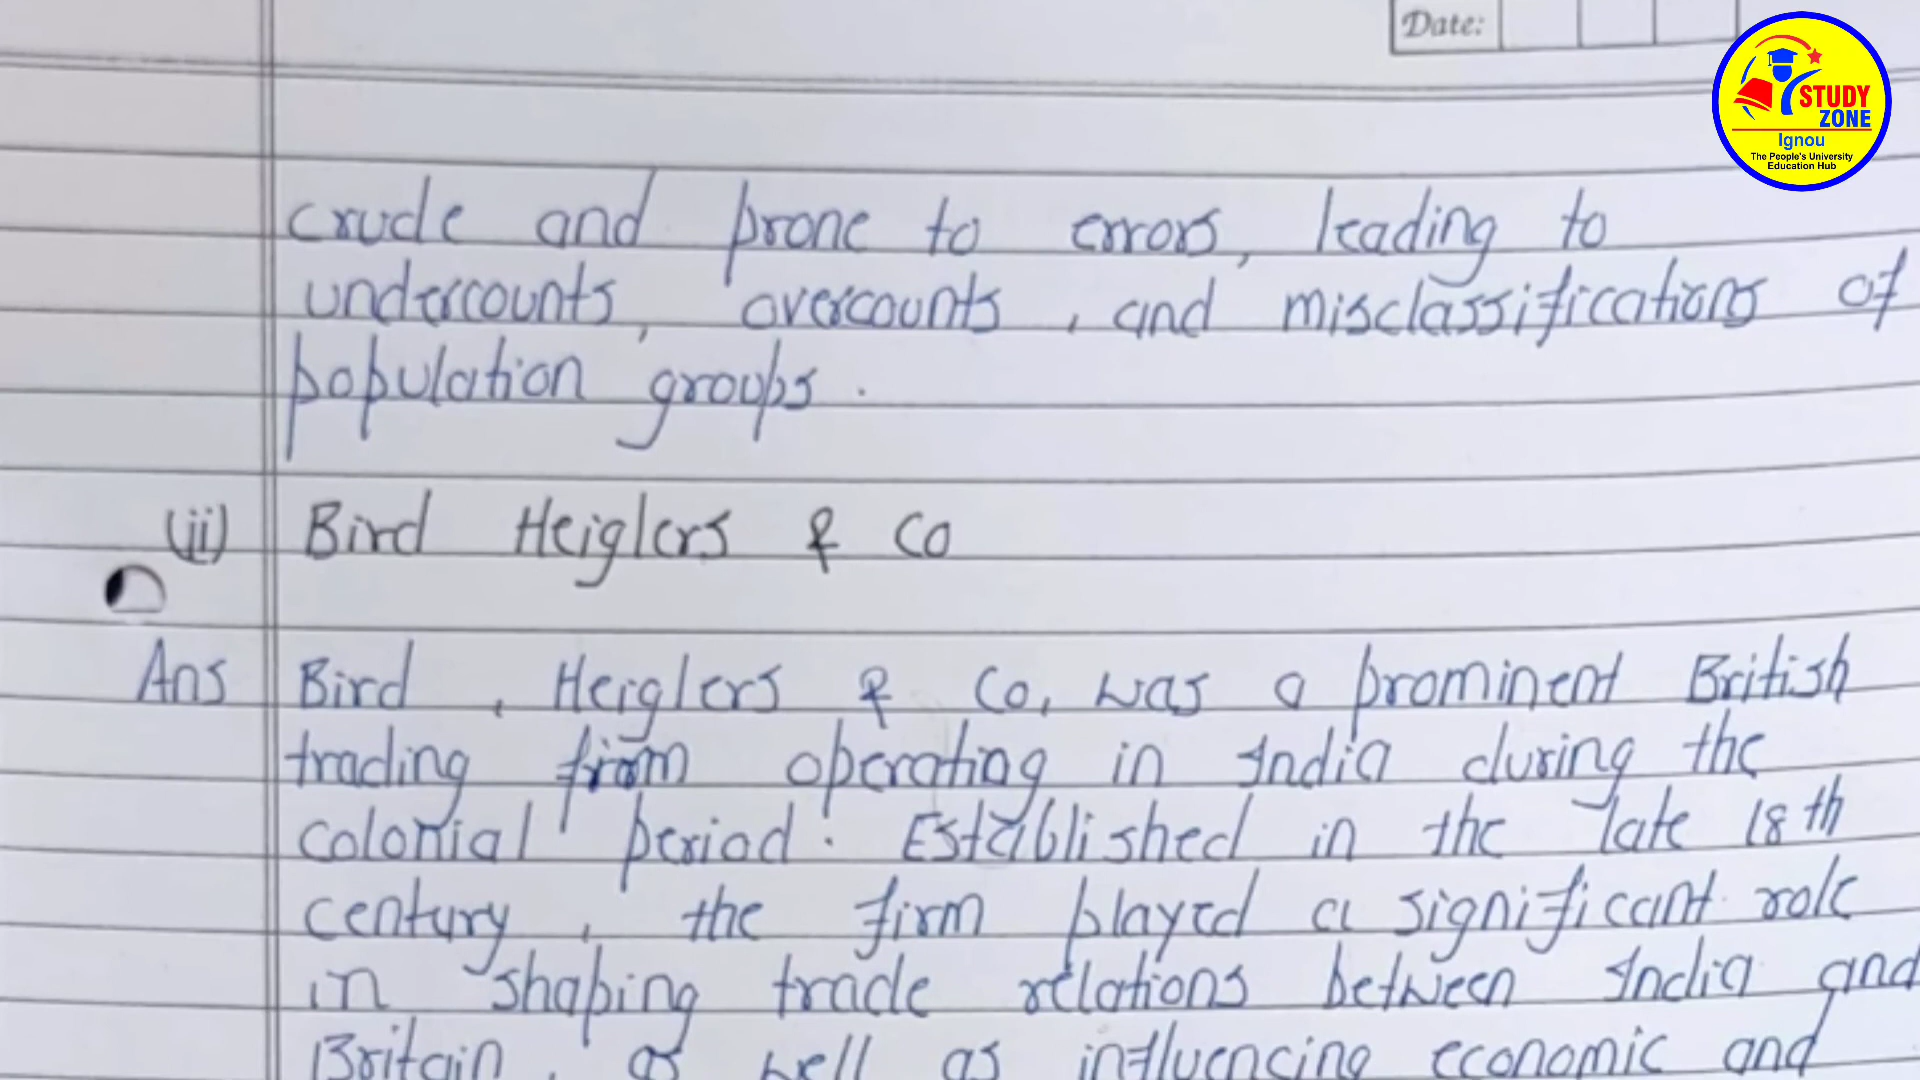 Date:
STUDY
ZONE
Ignou
The People's University
Education Hub
crude and prone to errors, leading to
undercounts, overcounts, and misclassifications of
population groups.
(ii) Bird Heiglers & Co
Ans Bird, Heiglers & Co, was a prominent British
trading firm operating in India during the
colonial period. Established in the late 18th
century, the firm played a significant role
in shaping trade relations between India and
Britain, as well as influencing economic and